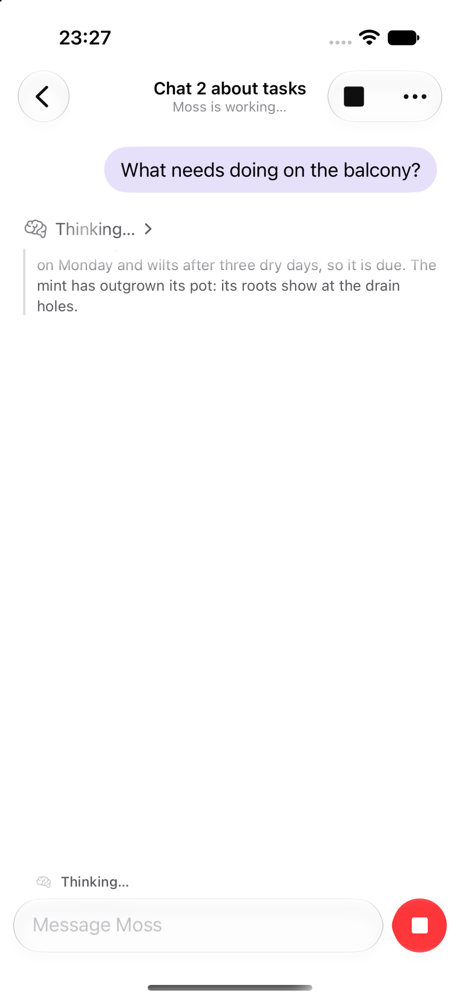 23:27
Chat 2 about tasks
Moss is working...
What needs doing on the balcony?
Thinking...
on Monday and wilts after three dry days, so it is due. The
mint has outgrown its pot: its roots show at the drain
holes.
Thinking...
Message Moss